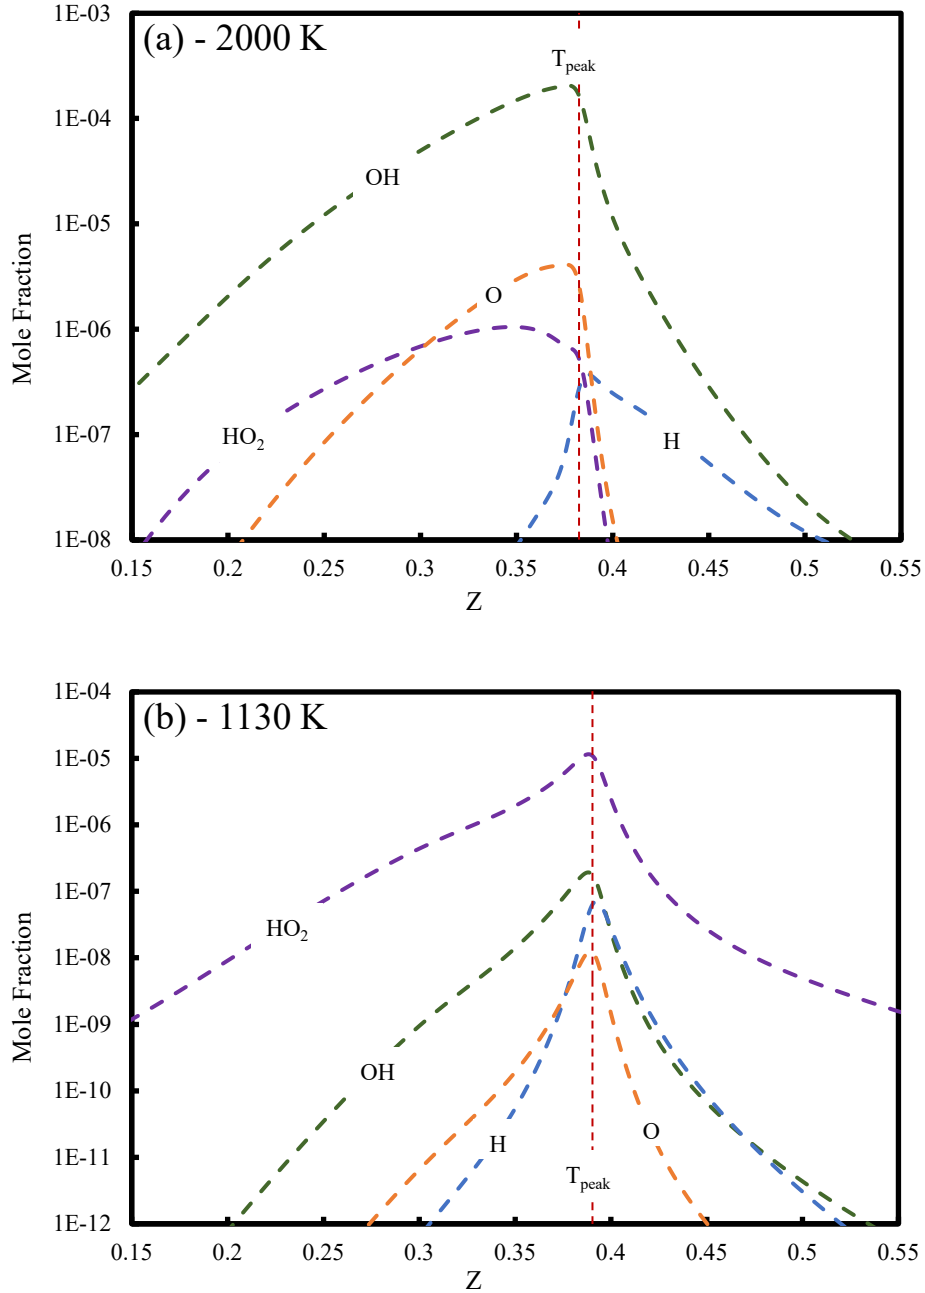 (a) - 2000 K
1E-03
1E-04
1E-05
1E-06
1E-07
1E-08
Mole Fraction
T_peak
OH
O
HO₂
H
0.15 0.2 0.25 0.3 0.35 0.4 0.45 0.5 0.55
Z
(b) - 1130 K
1E-04
1E-05
1E-06
1E-07
1E-08
1E-09
1E-10
1E-11
1E-12
Mole Fraction
HO₂
OH
H
O
T_peak
0.15 0.2 0.25 0.3 0.35 0.4 0.45 0.5 0.55
Z